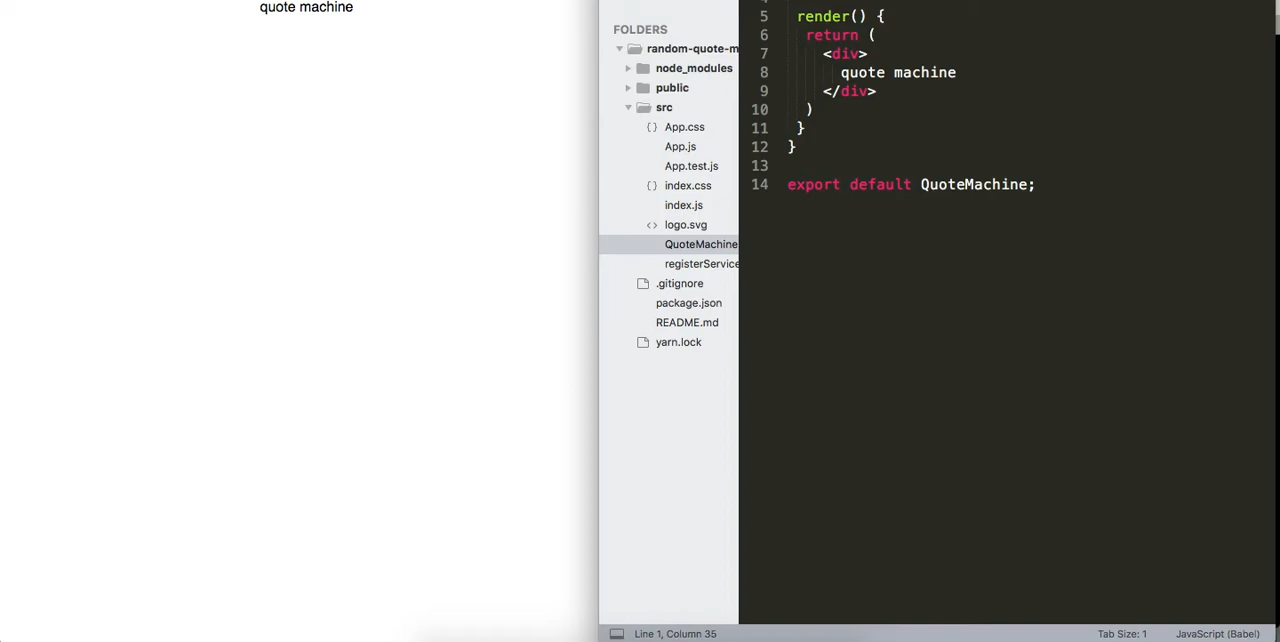 quote machine
FOLDERS
random-quote-m
node_modules
public
src
{ } App.css
App.js
App.test.js
{ } index.css
index.js
<> logo.svg
QuoteMachine
registerService
.gitignore
package.json
README.md
yarn.lock
5 render() {
6 return (
7 <div>
8 quote machine
9 </div>
10 )
11 }
12 }
13
14 export default QuoteMachine;
Line 1, Column 35
Tab Size: 1
JavaScript (Babel)